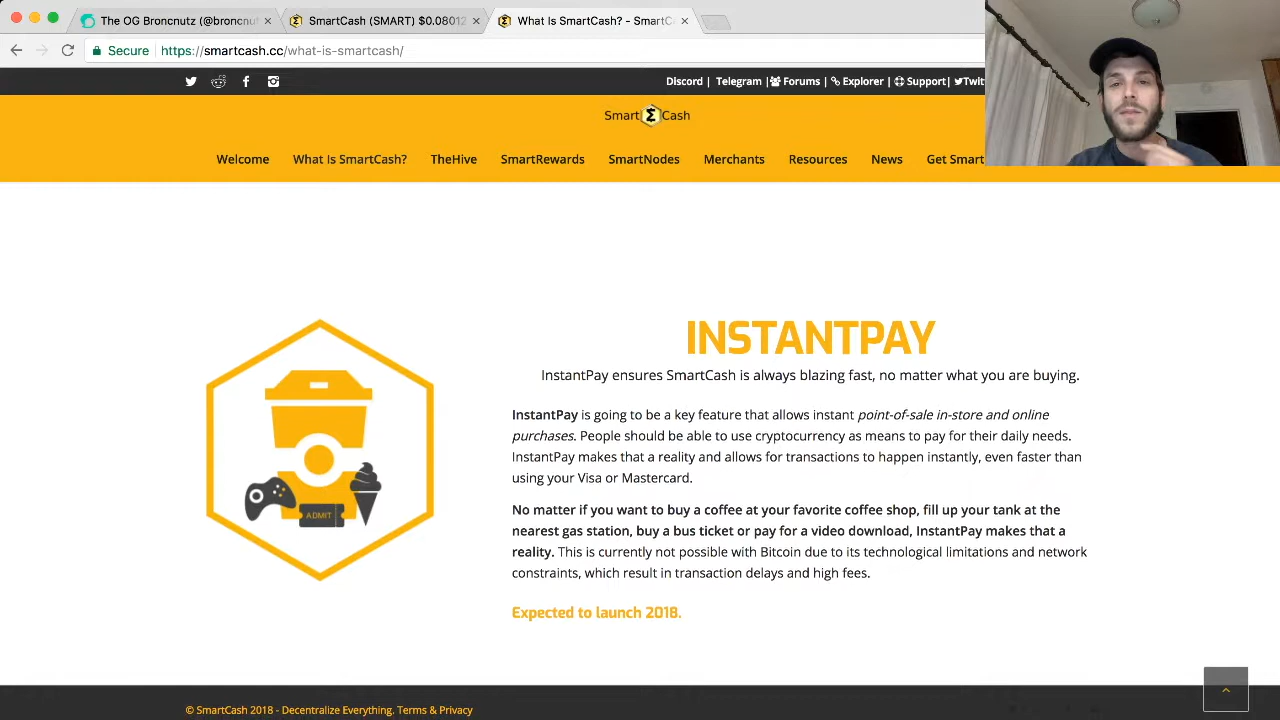 The OG Broncnutz (@broncnu
SmartCash (SMART) $0.08012
What Is SmartCash? - SmartC
Secure
https://smartcash.cc/what-is-smartcash/
Discord | Telegram | Forums | Explorer | Support | Twit
Smart Cash
Welcome What Is SmartCash? TheHive SmartRewards SmartNodes Merchants Resources News Get Smart
INSTANTPAY
InstantPay ensures SmartCash is always blazing fast, no matter what you are buying.
InstantPay is going to be a key feature that allows instant point-of-sale in-store and online
purchases. People should be able to use cryptocurrency as means to pay for their daily needs.
InstantPay makes that a reality and allows for transactions to happen instantly, even faster than
using your Visa or Mastercard.
ADMIT
No matter if you want to buy a coffee at your favorite coffee shop, fill up your tank at the
nearest gas station, buy a bus ticket or pay for a video download, InstantPay makes that a
reality. This is currently not possible with Bitcoin due to its technological limitations and network
constraints, which result in transaction delays and high fees.
Expected to launch 2018.
© SmartCash 2018 - Decentralize Everything. Terms & Privacy